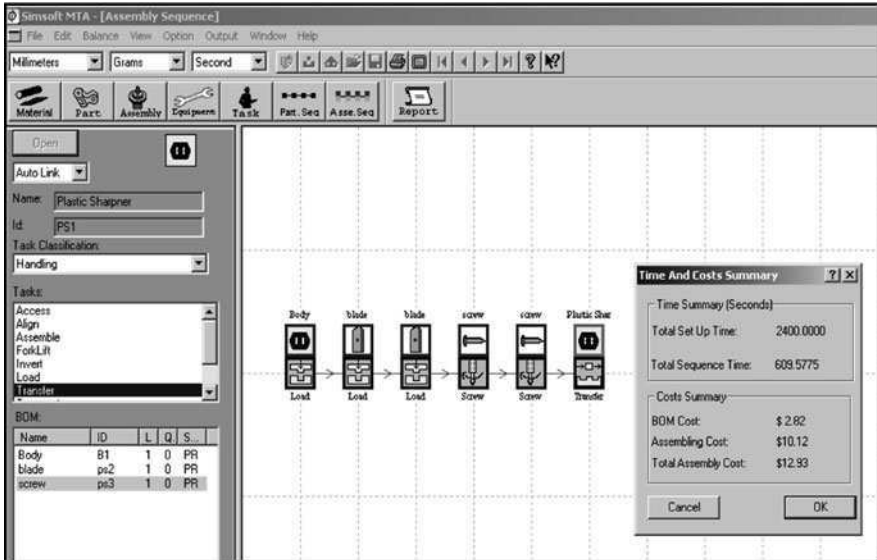 Simsoft MTA - [Assembly Sequence]
File Edit Balance View Option Output Window Help
Millimeters Grams Second
Material Part Assembly Equipment Task Part.Seq Asse.Seq Report
Open
Auto Link
Name: Plastic Sharpner
Id: PS1
Task Classification:
Handling
Tasks:
Access
Align
Assemble
ForkLift
Invert
Load
Transfer
BOM:
Name ID L Q S...
Body B1 1 0 PR
blade ps2 1 0 PR
screw ps3 1 0 PR
Body blade blade screw screw Plastic Shar
Load Load Load Screw Screw Transfer
Time And Costs Summary
Time Summary (Seconds)
Total Set Up Time: 2400.0000
Total Sequence Time: 609.5775
Costs Summary
BOM Cost: $ 2.82
Assembling Cost: $10.12
Total Assembly Cost: $12.93
Cancel OK